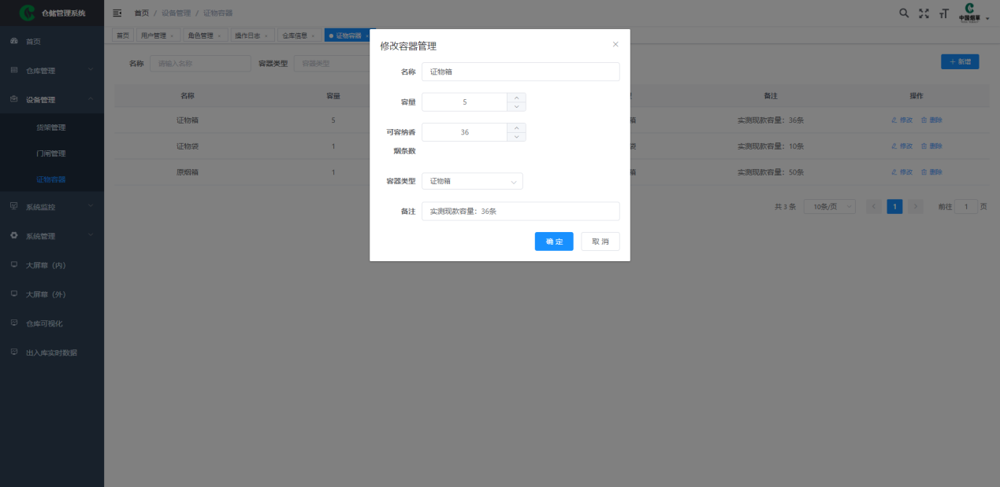 仓储管理系统
首页
仓库管理
设备管理
货架管理
门闸管理
证物容器
系统监控
系统管理
大屏幕（内）
大屏幕（外）
仓库可视化
出入库实时数据
首页 / 设备管理 / 证物容器
中国烟草
首页 用户管理 × 角色管理 × 操作日志 × 仓库信息 × 证物容器 ×
名称 请输入名称 容器类型 容器类型
+ 新增
名称 容量 备注 操作
证物箱 5 箱 实测现款容量：36条 修改 删除
证物袋 1 袋 实测现款容量：10条 修改 删除
原烟箱 1 箱 实测现款容量：50条 修改 删除
共 3 条 10条/页 < 1 > 前往 1 页
修改容器管理 ×
名称 证物箱
容量 5
可容纳香 36
烟条数
容器类型 证物箱
备注 实测现款容量：36条
确 定 取 消